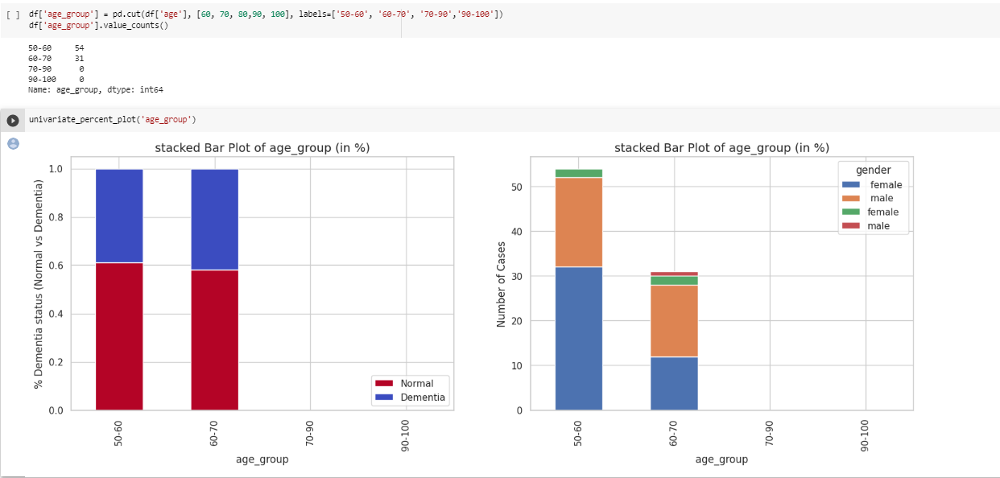 [ ] df['age_group'] = pd.cut(df['age'], [60, 70, 80,90, 100], labels=['50-60', '60-70', '70-90','90-100'])
df['age_group'].value_counts()
50-60 54
60-70 31
70-90 0
90-100 0
Name: age_group, dtype: int64
univariate_percent_plot('age_group')
stacked Bar Plot of age_group (in %)
% Dementia status (Normal vs Dementia)
1.0
0.8
0.6
0.4
0.2
0.0
Normal
Dementia
50-60
60-70
70-90
90-100
age_group
stacked Bar Plot of age_group (in %)
Number of Cases
50
40
30
20
10
0
gender
female
male
female
male
50-60
60-70
70-90
90-100
age_group